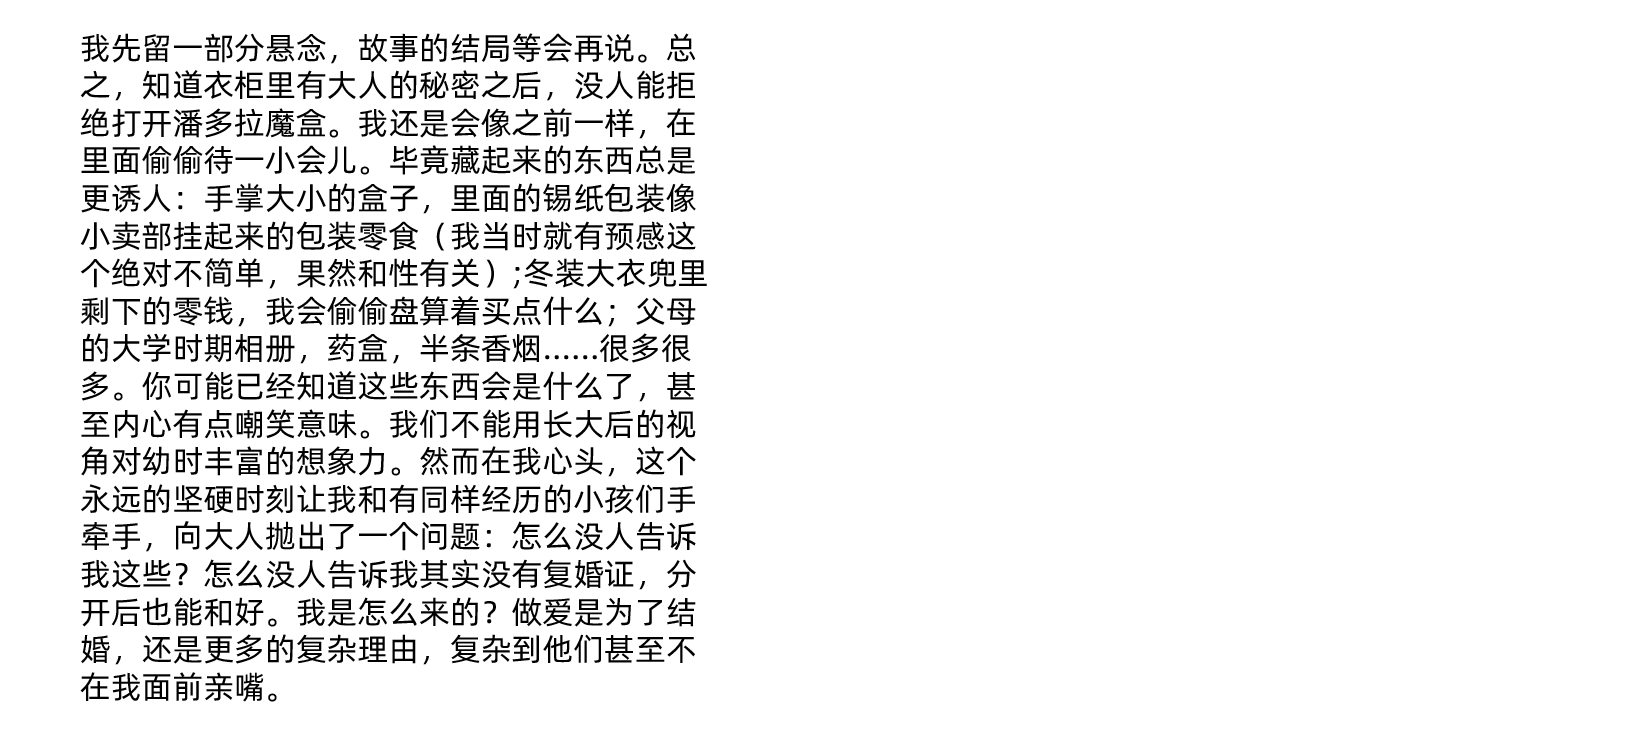 我先留一部分悬念，故事的结局等会再说。总
之，知道衣柜里有大人的秘密之后，没人能拒
绝打开潘多拉魔盒。我还是会像之前一样，在
里面偷偷待一小会儿。毕竟藏起来的东西总是
更诱人：手掌大小的盒子，里面的锡纸包装像
小卖部挂起来的包装零食（我当时就有预感这
个绝对不简单，果然和性有关）;冬装大衣兜里
剩下的零钱，我会偷偷盘算着买点什么；父母
的大学时期相册，药盒，半条香烟……很多很
多。你可能已经知道这些东西会是什么了，甚
至内心有点嘲笑意味。我们不能用长大后的视
角对幼时丰富的想象力。然而在我心头，这个
永远的坚硬时刻让我和有同样经历的小孩们手
牵手，向大人抛出了一个问题：怎么没人告诉
我这些？怎么没人告诉我其实没有复婚证，分
开后也能和好。我是怎么来的？做爱是为了结
婚，还是更多的复杂理由，复杂到他们甚至不
在我面前亲嘴。